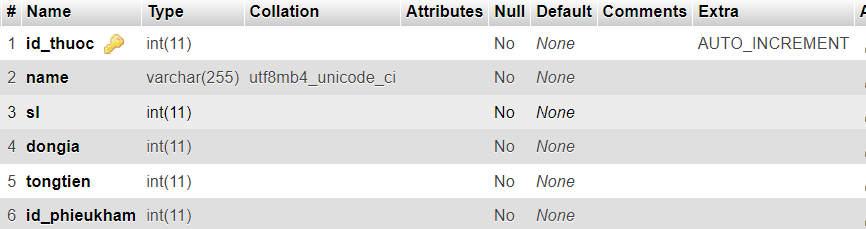 # Name Type Collation Attributes Null Default Comments Extra
1 id_thuoc int(11) No None AUTO_INCREMENT
2 name varchar(255) utf8mb4_unicode_ci No None
3 sl int(11) No None
4 dongia int(11) No None
5 tongtien int(11) No None
6 id_phieukham int(11) No None